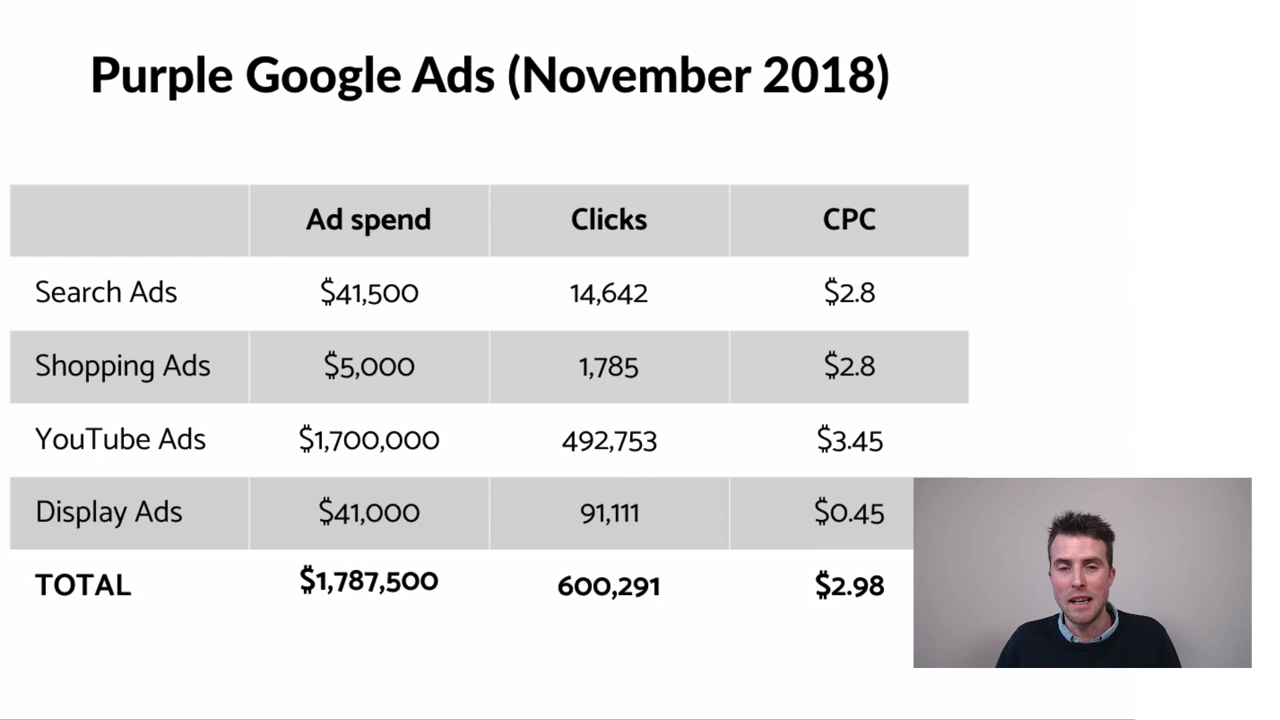 Purple Google Ads (November 2018)
Ad spend Clicks CPC
Search Ads $41,500 14,642 $2.8
Shopping Ads $5,000 1,785 $2.8
YouTube Ads $1,700,000 492,753 $3.45
Display Ads $41,000 91,111 $0.45
TOTAL $1,787,500 600,291 $2.98